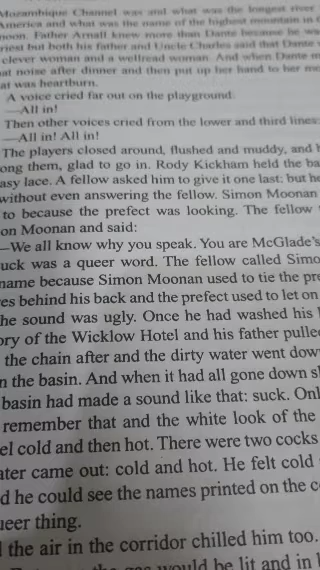 Mozambique Channel was and what was the longest river
America and what was the name of the highest mountain in
moon. Father Arnall knew more than Dante because he wa
riest but both his father and Uncle Charles said that Dante
clever woman and a wellread woman. And when Dante m
at noise after dinner and then put up her hand to her mo
at was heartburn.
A voice cried far out on the playground.
—All in!
Then other voices cried from the lower and third lines:
—All in! All in!
The players closed around, flushed and muddy, and h
ong them, glad to go in. Rody Kickham held the ba
asy lace. A fellow asked him to give it one last: but he
without even answering the fellow. Simon Moonan
to because the prefect was looking. The fellow
on Moonan and said:
—We all know why you speak. You are McGlade's
uck was a queer word. The fellow called Simo
name because Simon Moonan used to tie the pre
es behind his back and the prefect used to let on
he sound was ugly. Once he had washed his
ory of the Wicklow Hotel and his father pulled
the chain after and the dirty water went dow
n the basin. And when it had all gone down s
basin had made a sound like that: suck. Onl
remember that and the white look of the
el cold and then hot. There were two cocks
ater came out: cold and hot. He felt cold
d he could see the names printed on the c
ueer thing.
the air in the corridor chilled him too.
the gas would be lit and in